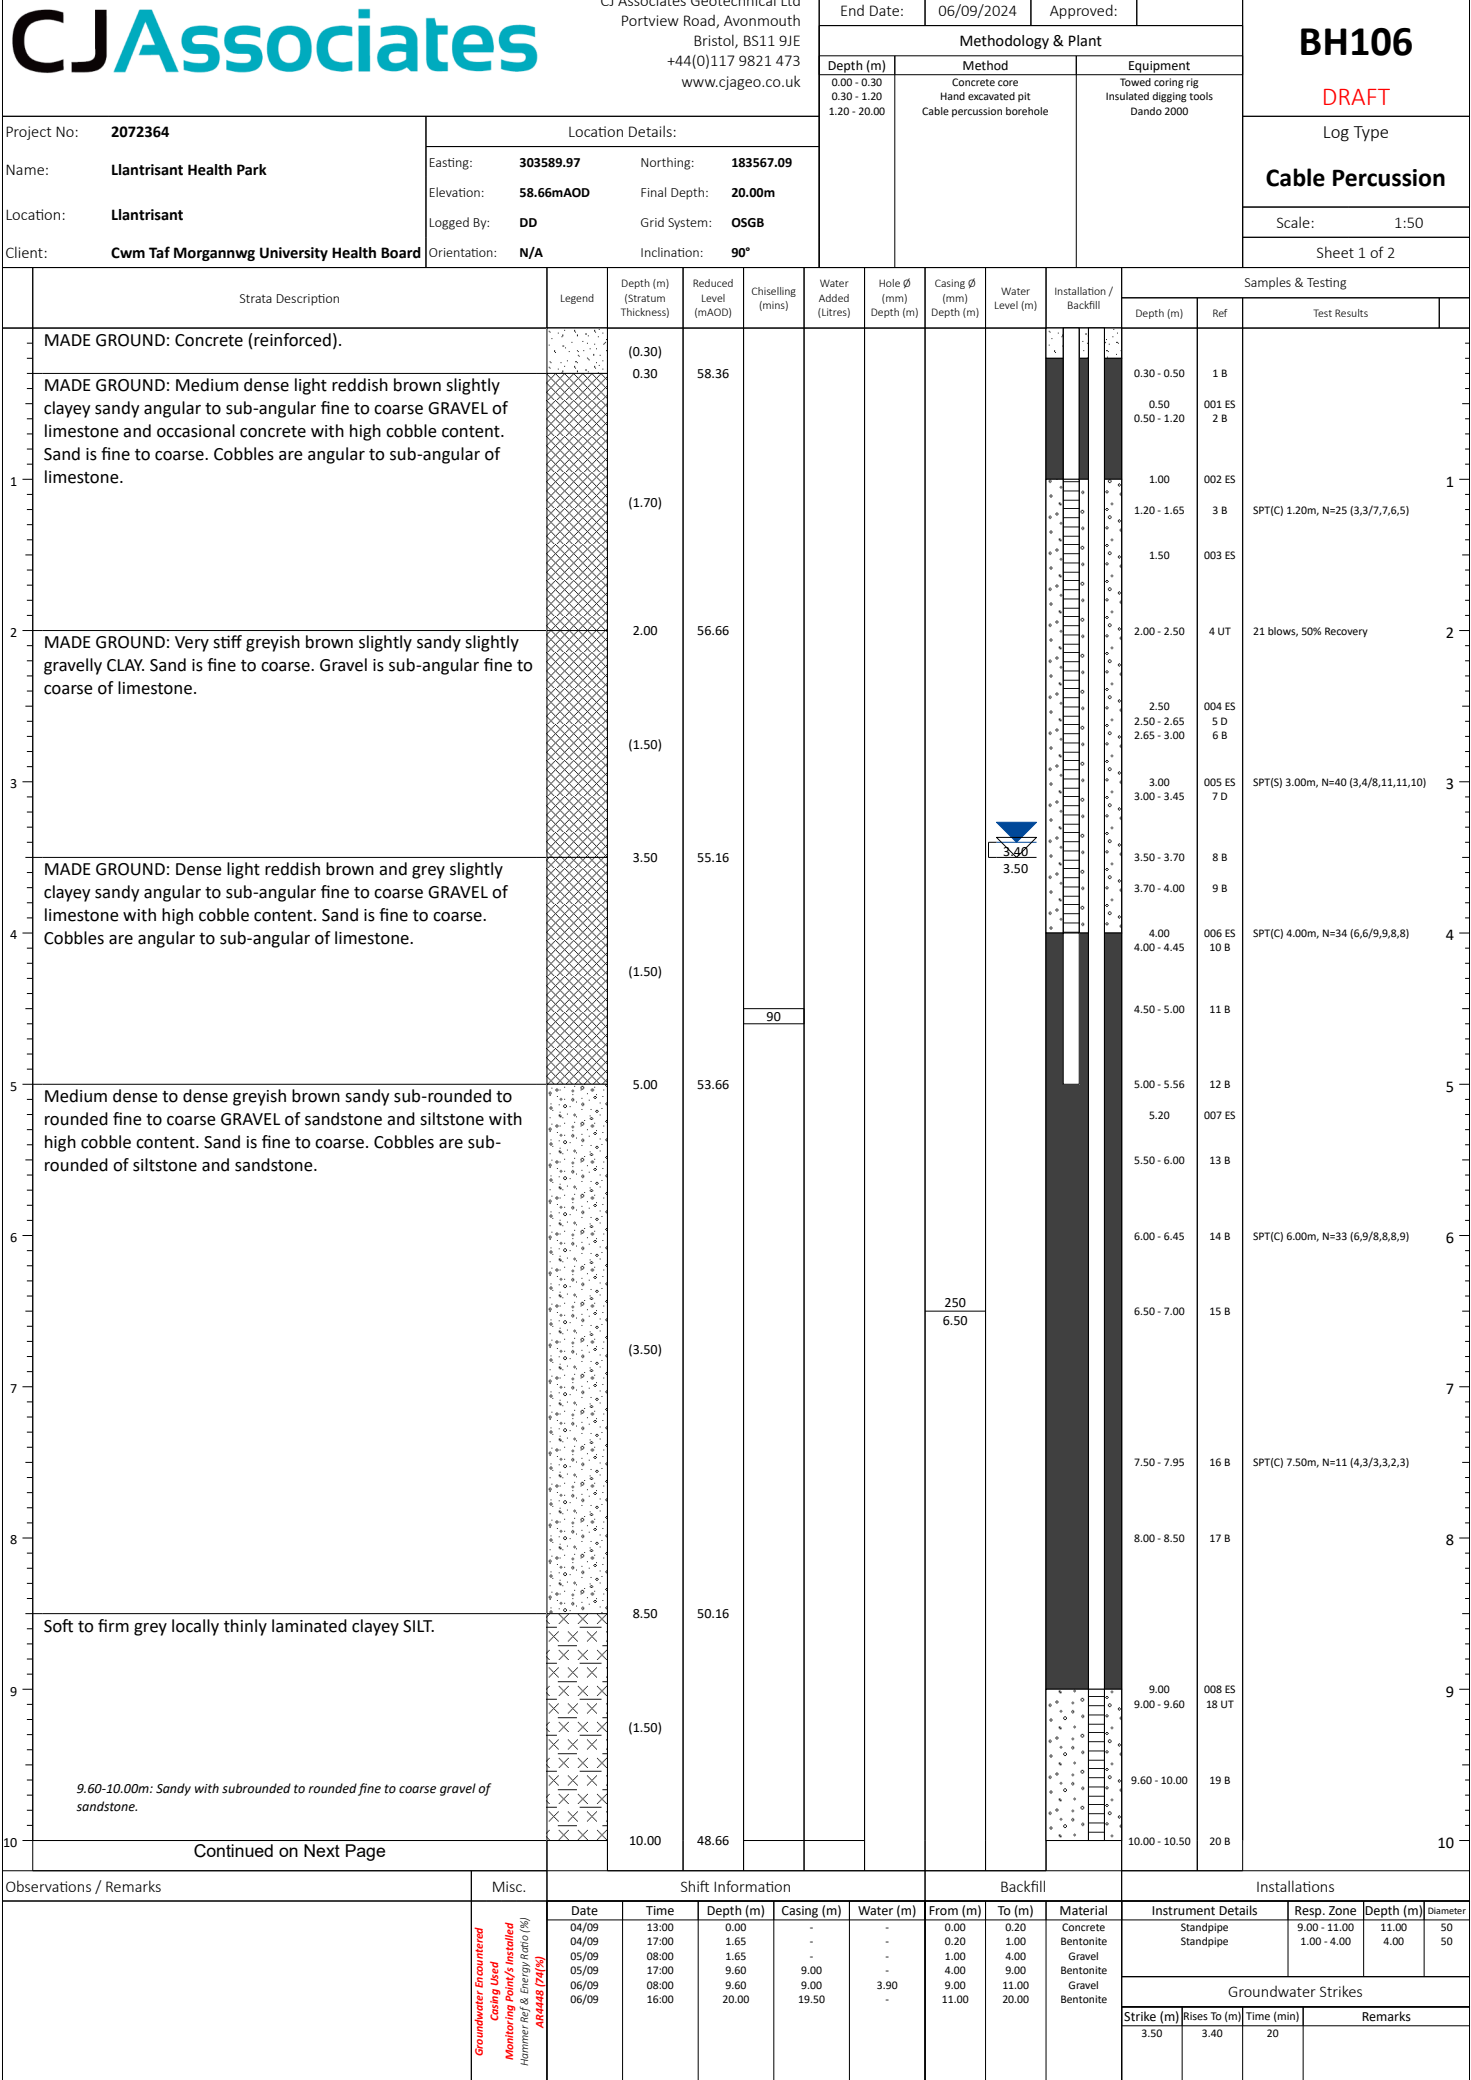 CJAssociates
CJ Associates Geotechnical Ltd
Portview Road, Avonmouth
Bristol, BS11 9JE
+44(0)117 9821 473
www.cjageo.co.uk
End Date: 06/09/2024 Approved:
Methodology & Plant
Depth (m) Method Equipment
0.00 - 0.30 Concrete core Towed coring rig
0.30 - 1.20 Hand excavated pit Insulated digging tools
1.20 - 20.00 Cable percussion borehole Dando 2000
BH106
DRAFT
Log Type
Cable Percussion
Scale: 1:50
Sheet 1 of 2
Project No: 2072364
Name: Llantrisant Health Park
Location: Llantrisant
Client: Cwm Taf Morgannwg University Health Board
Location Details:
Easting: 303589.97 Northing: 183567.09
Elevation: 58.66mAOD Final Depth: 20.00m
Logged By: DD Grid System: OSGB
Orientation: N/A Inclination: 90°
Strata Description
Legend
Depth (m)
(Stratum
Thickness)
Reduced
Level
(mAOD)
Chiselling
(mins)
Water
Added
(Litres)
Hole Ø
(mm)
Depth (m)
Casing Ø
(mm)
Depth (m)
Water
Level (m)
Installation /
Backfill
Samples & Testing
Depth (m) Ref Test Results
MADE GROUND: Concrete (reinforced).
(0.30)
0.30 58.36
0.30 - 0.50 1 B
MADE GROUND: Medium dense light reddish brown slightly
clayey sandy angular to sub-angular fine to coarse GRAVEL of
limestone and occasional concrete with high cobble content.
Sand is fine to coarse. Cobbles are angular to sub-angular of
limestone.
0.50 001 ES
0.50 - 1.20 2 B
1 1.00 002 ES 1
(1.70)
1.20 - 1.65 3 B SPT(C) 1.20m, N=25 (3,3/7,7,6,5)
1.50 003 ES
2 2.00 56.66 2.00 - 2.50 4 UT 21 blows, 50% Recovery 2
MADE GROUND: Very stiff greyish brown slightly sandy slightly
gravelly CLAY. Sand is fine to coarse. Gravel is sub-angular fine to
coarse of limestone.
2.50 004 ES
2.50 - 2.65 5 D
2.65 - 3.00 6 B
(1.50)
3 3.00 005 ES SPT(S) 3.00m, N=40 (3,4/8,11,11,10) 3
3.00 - 3.45 7 D
3.40
3.50
3.50 55.16 3.50 - 3.70 8 B
MADE GROUND: Dense light reddish brown and grey slightly
clayey sandy angular to sub-angular fine to coarse GRAVEL of
limestone with high cobble content. Sand is fine to coarse.
Cobbles are angular to sub-angular of limestone.
3.70 - 4.00 9 B
4 4.00 006 ES SPT(C) 4.00m, N=34 (6,6/9,9,8,8) 4
4.00 - 4.45 10 B
(1.50)
4.50 - 5.00 11 B
90
5 5.00 53.66 5.00 - 5.56 12 B 5
Medium dense to dense greyish brown sandy sub-rounded to
rounded fine to coarse GRAVEL of sandstone and siltstone with
high cobble content. Sand is fine to coarse. Cobbles are sub-
rounded of siltstone and sandstone.
5.20 007 ES
5.50 - 6.00 13 B
6 6.00 - 6.45 14 B SPT(C) 6.00m, N=33 (6,9/8,8,8,9) 6
250
6.50
6.50 - 7.00 15 B
(3.50)
7 7
7.50 - 7.95 16 B SPT(C) 7.50m, N=11 (4,3/3,3,2,3)
8 8.00 - 8.50 17 B 8
8.50 50.16
Soft to firm grey locally thinly laminated clayey SILT.
9 9.00 008 ES 9
9.00 - 9.60 18 UT
(1.50)
9.60 - 10.00 19 B
9.60-10.00m: Sandy with subrounded to rounded fine to coarse gravel of
sandstone.
10 10.00 48.66 10.00 - 10.50 20 B 10
Continued on Next Page
Observations / Remarks
Misc.
Groundwater Encountered
Casing Used
Monitoring Point/s Installed
Hammer Ref & Energy Ratio (%)
AR4448 (74(%)
Shift Information
Date Time Depth (m) Casing (m) Water (m)
04/09 13:00 0.00 - -
04/09 17:00 1.65 - -
05/09 08:00 1.65 - -
05/09 17:00 9.60 9.00 -
06/09 08:00 9.60 9.00 3.90
06/09 16:00 20.00 19.50 -
Backfill
From (m) To (m) Material
0.00 0.20 Concrete
0.20 1.00 Bentonite
1.00 4.00 Gravel
4.00 9.00 Bentonite
9.00 11.00 Gravel
11.00 20.00 Bentonite
Installations
Instrument Details Resp. Zone Depth (m) Diameter
Standpipe 9.00 - 11.00 11.00 50
Standpipe 1.00 - 4.00 4.00 50
Groundwater Strikes
Strike (m) Rises To (m) Time (min) Remarks
3.50 3.40 20